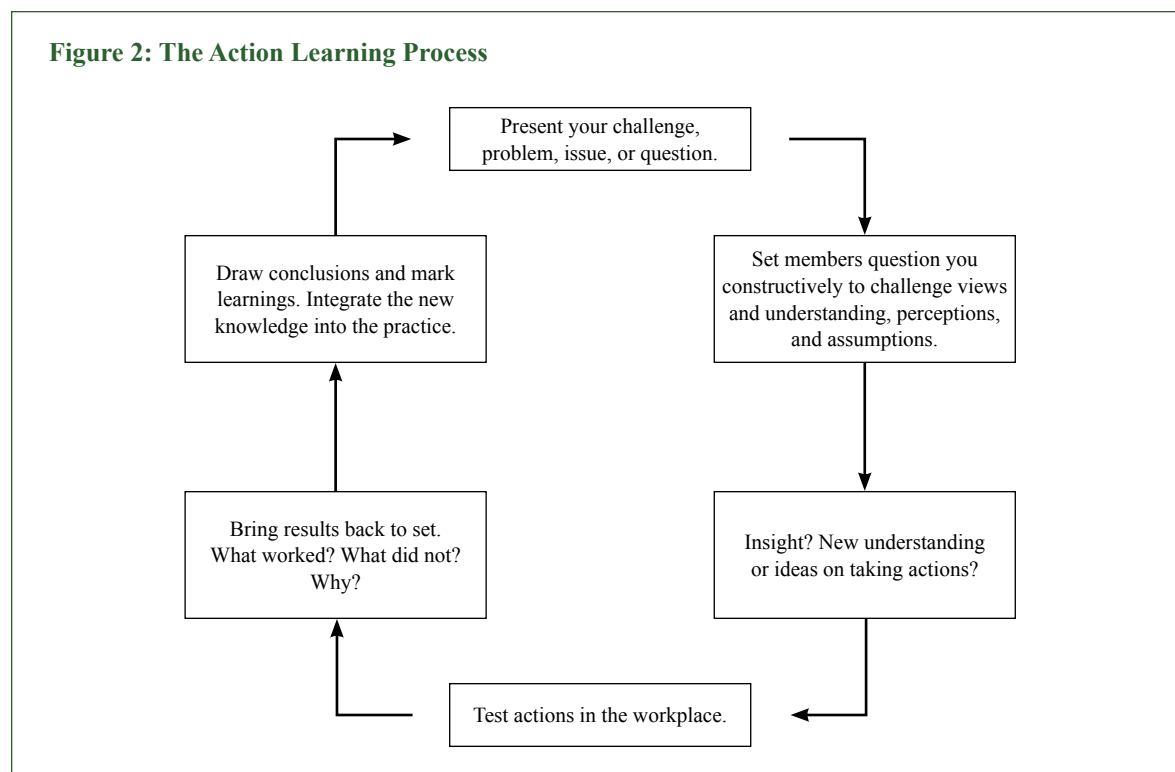 Figure 2: The Action Learning Process
Present your challenge,
problem, issue, or question.
Set members question you
constructively to challenge views
and understanding, perceptions,
and assumptions.
Insight? New understanding
or ideas on taking actions?
Test actions in the workplace.
Bring results back to set.
What worked? What did not?
Why?
Draw conclusions and mark
learnings. Integrate the new
knowledge into the practice.